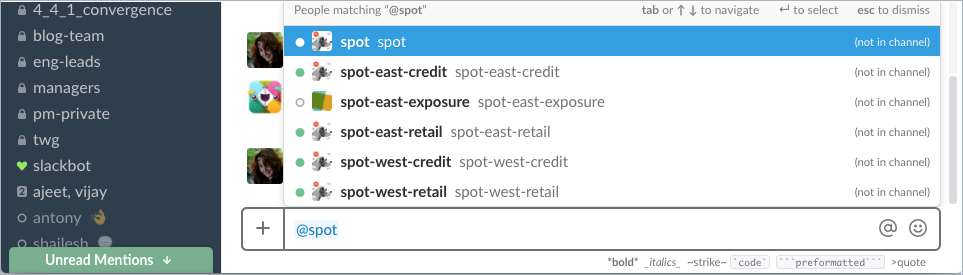 4_4_1_convergence
blog-team
eng-leads
managers
pm-private
twg
slackbot
2 ajeet, vijay
antony
shailesh
Unread Mentions ↓
People matching “@spot” tab or ↑ ↓ to navigate ↵ to select esc to dismiss
spot spot (not in channel)
spot-east-credit spot-east-credit (not in channel)
spot-east-exposure spot-east-exposure (not in channel)
spot-east-retail spot-east-retail (not in channel)
spot-west-credit spot-west-credit (not in channel)
spot-west-retail spot-west-retail (not in channel)
+ @spot @
*bold* _italics_ ~strike~ `code` ```preformatted``` >quote